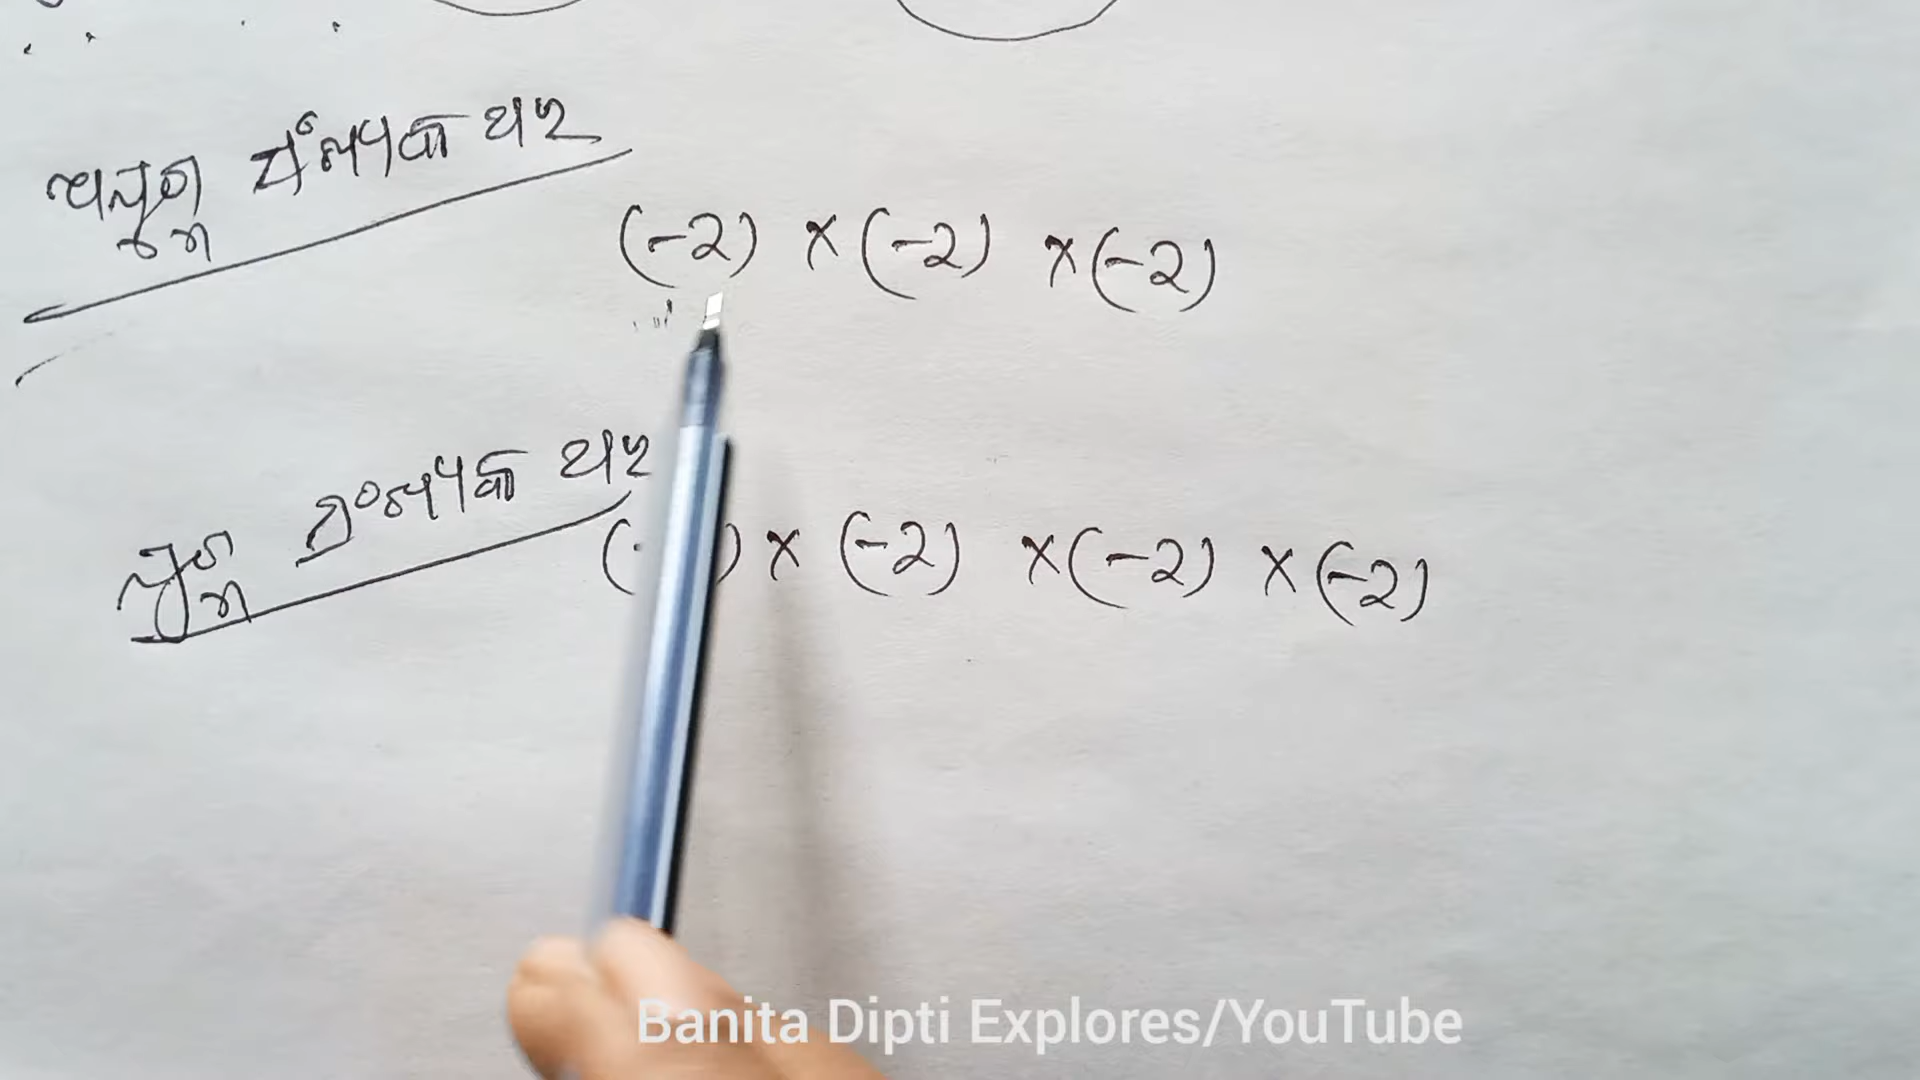 ଅଯୁଗ୍ମ ସଂଖ୍ୟକ ଥର
(-2) × (-2) × (-2)
ଯୁଗ୍ମ ସଂଖ୍ୟକ ଥର
( ) × (-2) × (-2) × (-2)
Banita Dipti Explores/YouTube